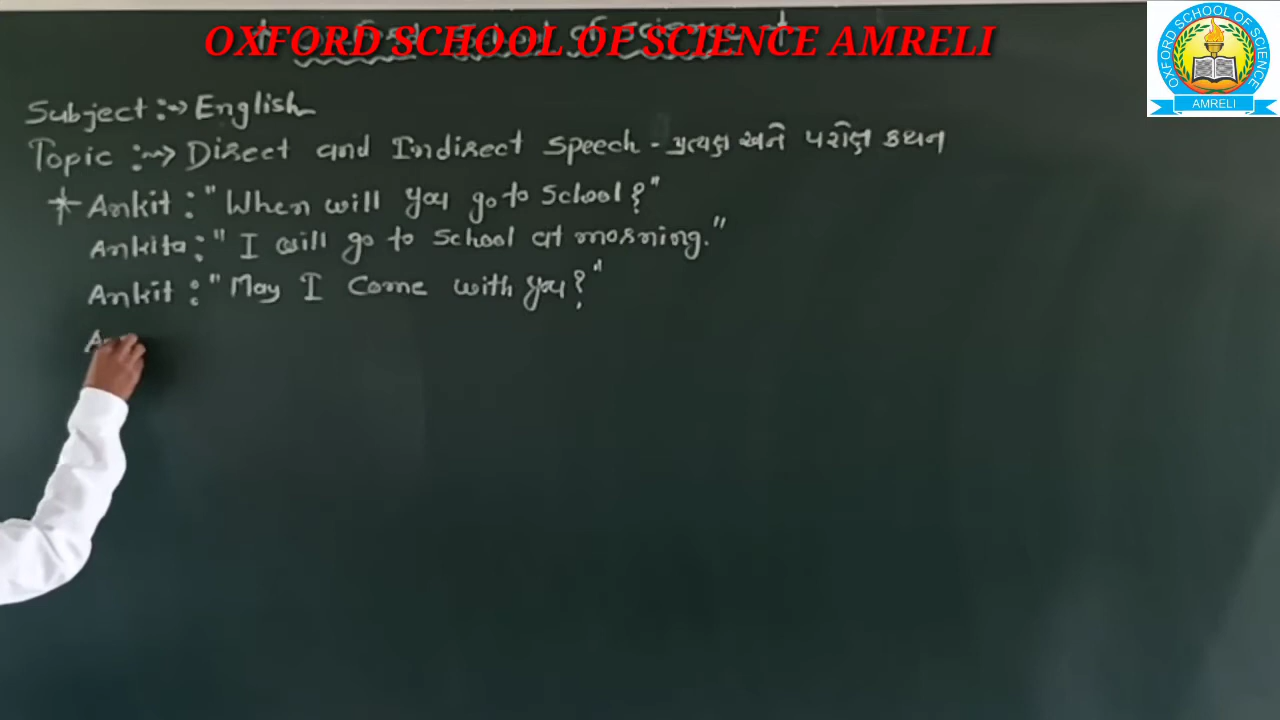 OXFORD SCHOOL OF SCIENCE AMRELI
OXFORD SCHOOL OF SCIENCE
AMRELI
Subject :→ English
Topic :→ Direct and Indirect Speech - પ્રત્યક્ષ અને પરોક્ષ કથન
* Ankit : "When will you go to School?"
Ankita : "I will go to School at morning."
Ankit : "May I Come with you?"